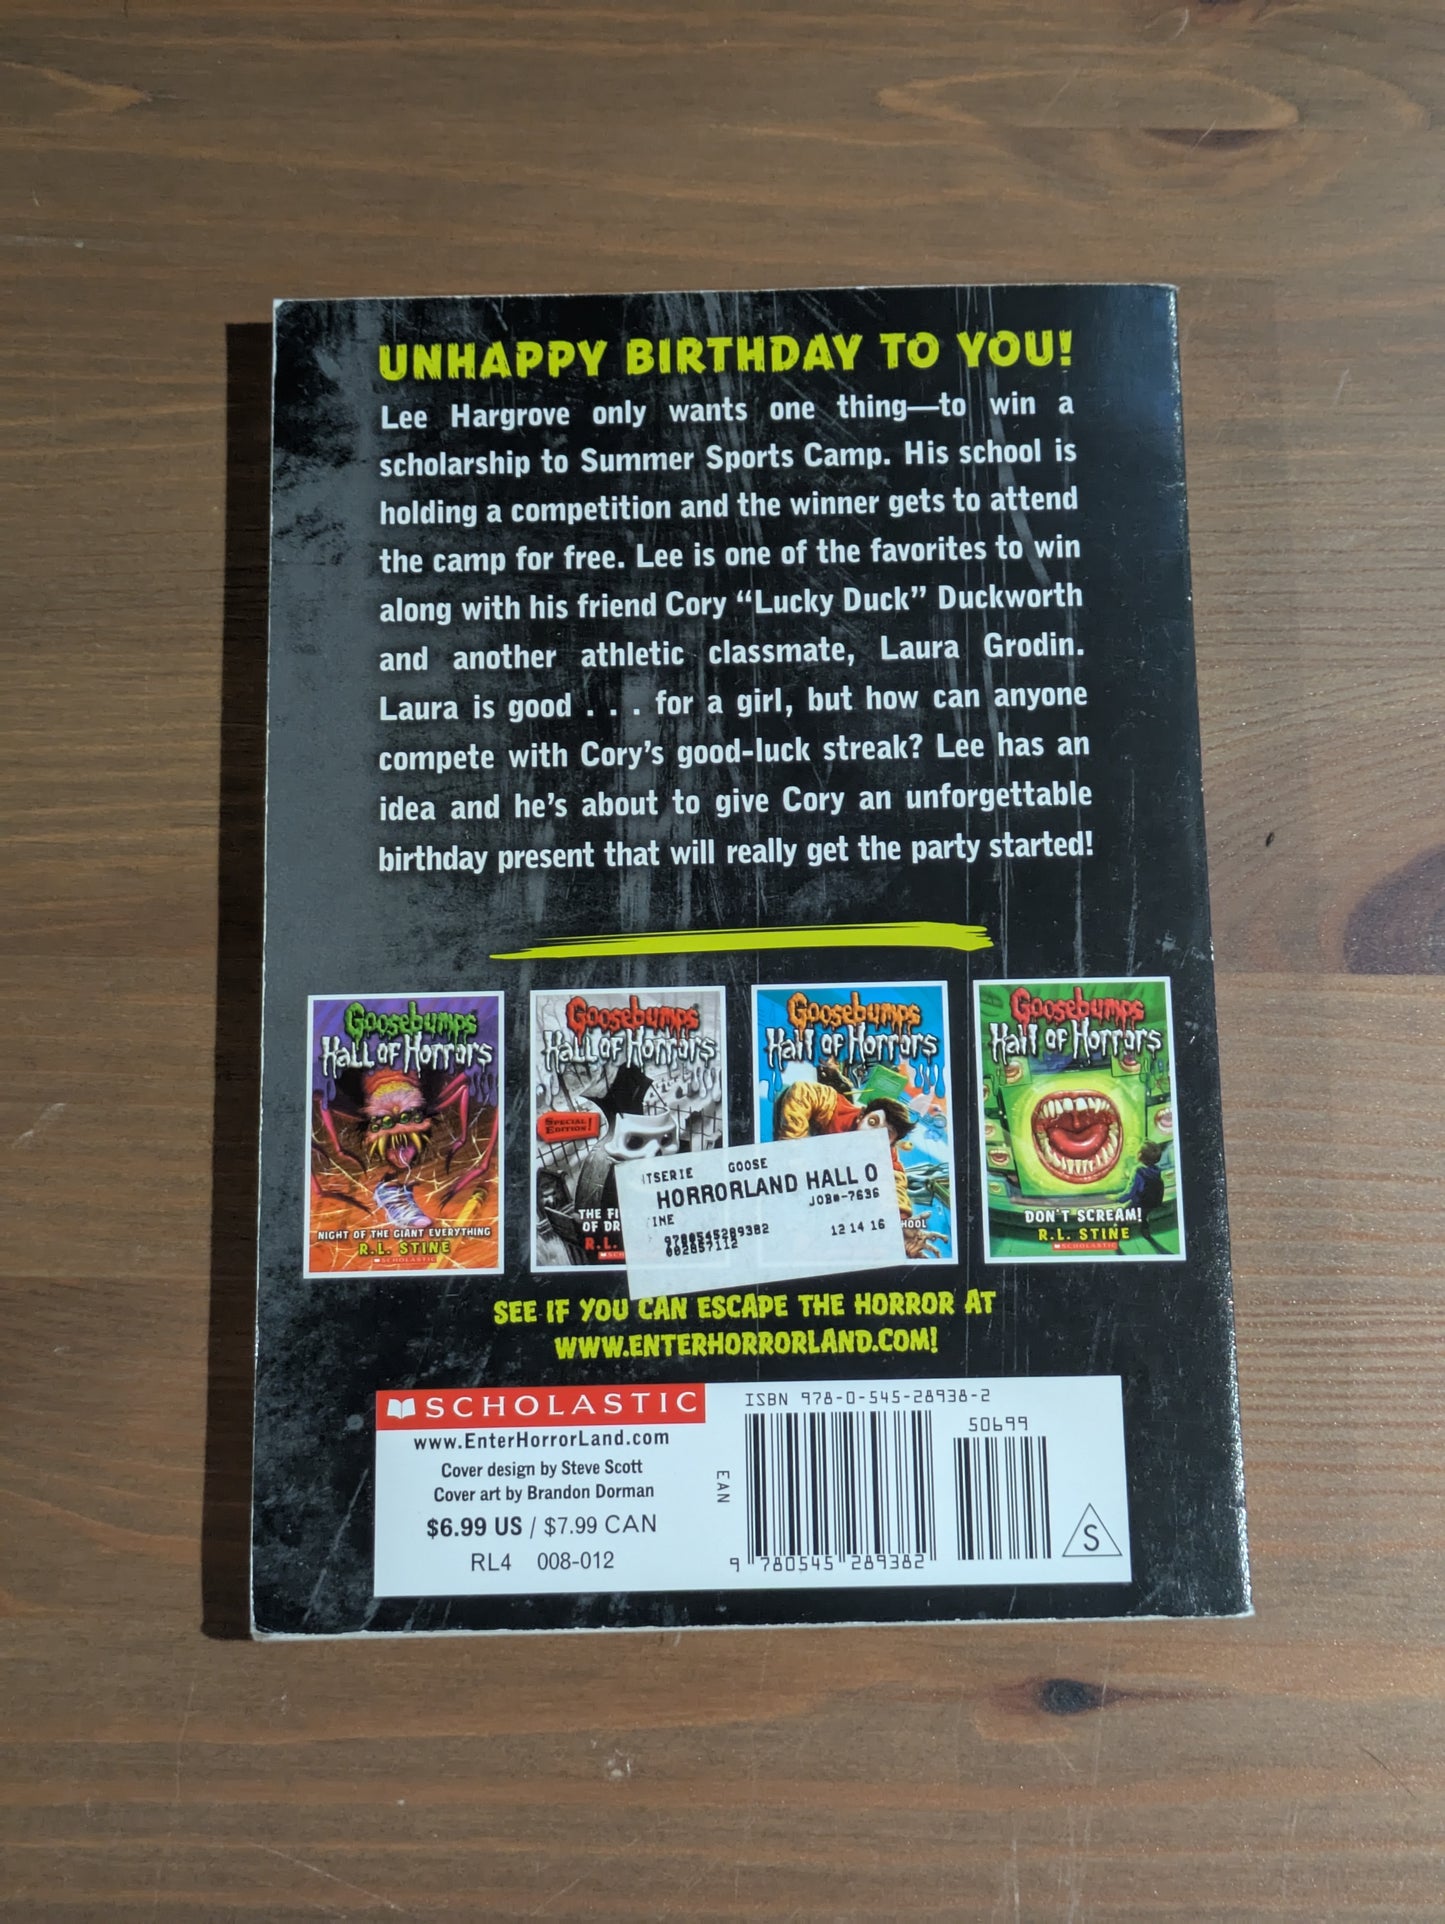 UNHAPPY BIRTHDAY TO YOU!
Lee Hargrove only wants one thing—to win a
scholarship to Summer Sports Camp. His school is
holding a competition and the winner gets to attend
the camp for free. Lee is one of the favorites to win
along with his friend Cory “Lucky Duck” Duckworth
and another athletic classmate, Laura Grodin.
Laura is good . . . for a girl, but how can anyone
compete with Cory’s good-luck streak? Lee has an
idea and he’s about to give Cory an unforgettable
birthday present that will really get the party started!
Goosebumps
Hall of Horrors
NIGHT OF THE GIANT EVERYTHING
R.L. STINE
SCHOLASTIC
Goosebumps
Hall of Horrors
SPECIAL
EDITION!
THE
OF
R.L.
Goosebumps
Hall of Horrors
Goosebumps
Hall of Horrors
DON'T SCREAM!
R.L. STINE
SCHOLASTIC
GOOSE
HORRORLAND HALL O
JOB#-7636
9780545289382
002857112
12 14 16
SEE IF YOU CAN ESCAPE THE HORROR AT
WWW.ENTERHORRORLAND.COM!
SCHOLASTIC
www.EnterHorrorLand.com
Cover design by Steve Scott
Cover art by Brandon Dorman
$6.99 US / $7.99 CAN
RL4 008-012
ISBN 978-0-545-28938-2
50699
EAN
9 780545 289382
S